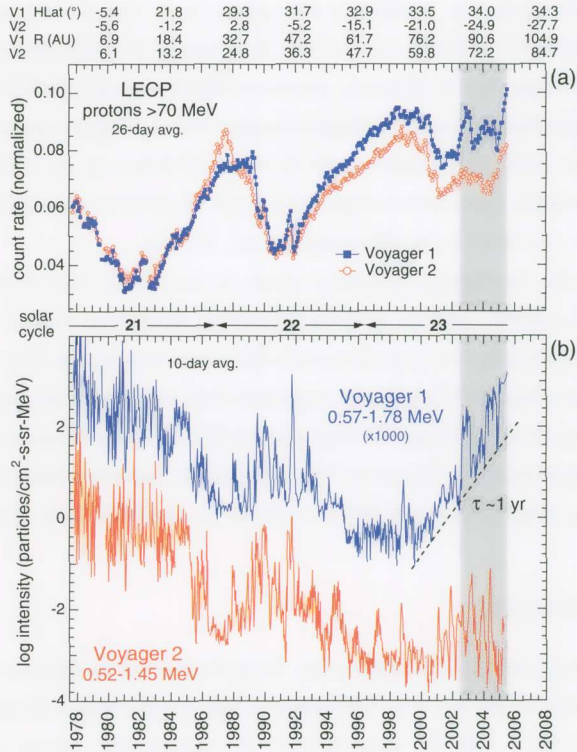 V1 HLat (°) -5.4 21.8 29.3 31.7 32.9 33.5 34.0 34.3
V2 -5.6 -1.2 2.8 -5.2 -15.1 -21.0 -24.9 -27.7
V1 R (AU) 6.9 18.4 32.7 47.2 61.7 76.2 90.6 104.9
V2 6.1 13.2 24.8 36.3 47.7 59.8 72.2 84.7
(a)
LECP
protons >70 MeV
26-day avg.
0.10
0.08
0.06
0.04
count rate (normalized)
Voyager 1
Voyager 2
solar
cycle
21 22 23
(b)
10-day avg.
Voyager 1
0.57-1.78 MeV
(x1000)
τ ~1 yr
Voyager 2
0.52-1.45 MeV
2
0
-2
-4
log intensity (particles/cm²-s-sr-MeV)
1978 1980 1982 1984 1986 1988 1990 1992 1994 1996 1998 2000 2002 2004 2006 2008